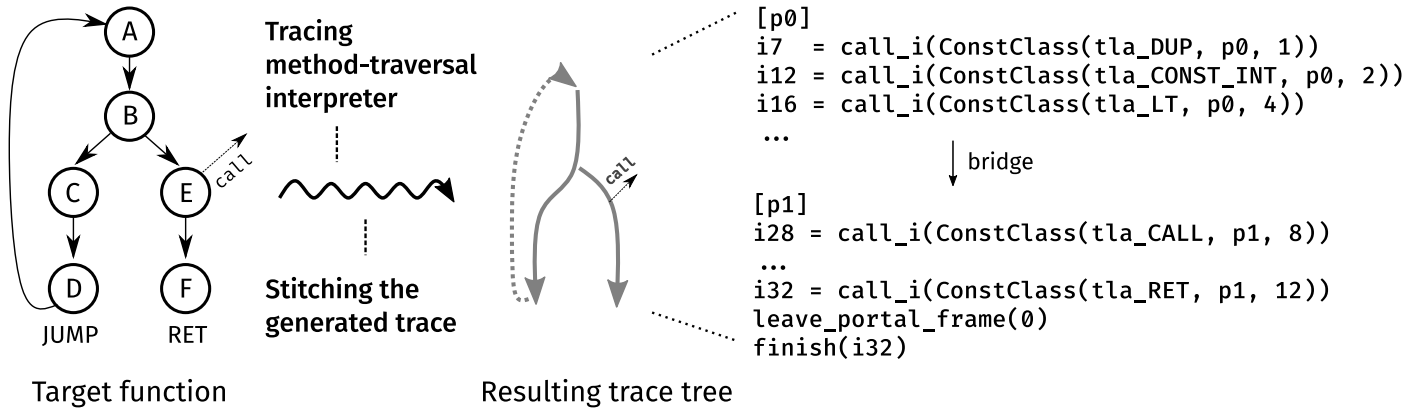 A
B
C
E
call
D
F
JUMP
RET
Target function
Tracing
method-traversal
interpreter
Stitching the
generated trace
call
Resulting trace tree
[p0]
i7  = call_i(ConstClass(tla_DUP, p0, 1))
i12 = call_i(ConstClass(tla_CONST_INT, p0, 2))
i16 = call_i(ConstClass(tla_LT, p0, 4))
...
bridge
[p1]
i28 = call_i(ConstClass(tla_CALL, p1, 8))
...
i32 = call_i(ConstClass(tla_RET, p1, 12))
leave_portal_frame(0)
finish(i32)